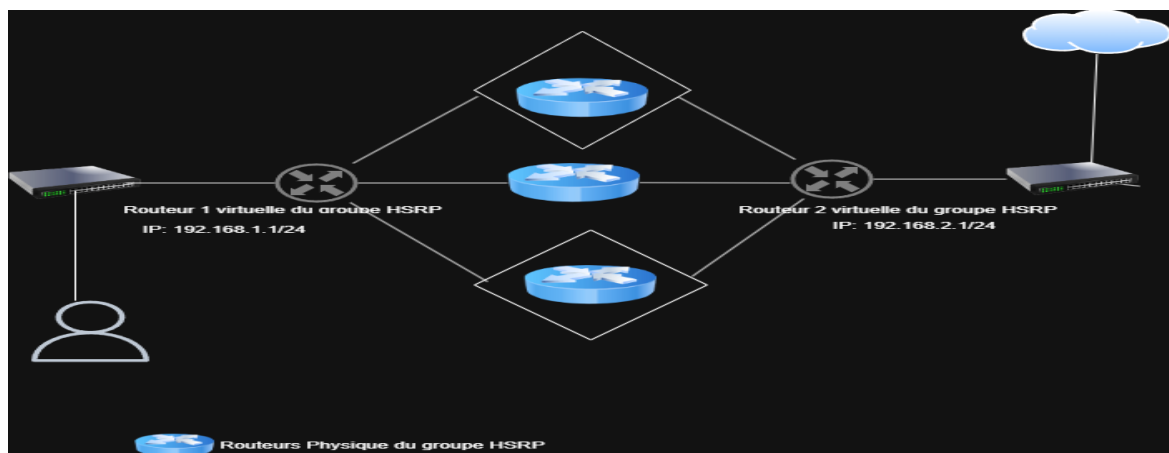 Routeur 1 virtuelle du groupe HSRP
IP: 192.168.1.1/24
Routeur 2 virtuelle du groupe HSRP
IP: 192.168.2.1/24
Routeurs Physique du groupe HSRP